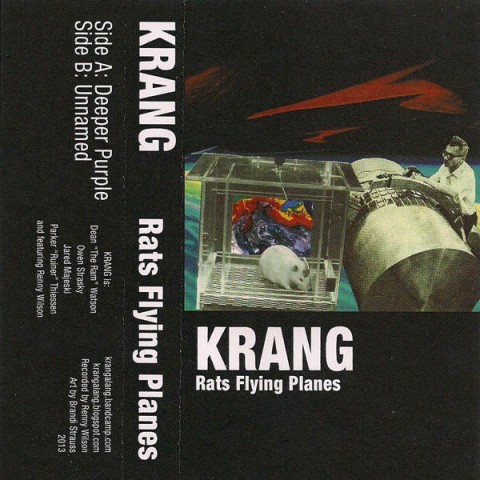 Side A: Deeper Purple
Side B: Unnamed
KRANG is:
Dean "The Ram" Watson
Owen Strasky
Jared Majeski
Parker "Ruiner" Thiessen
and featuring Renny Wilson
krangalang.bandcamp.com
krangalang.blogspot.com
Recorded by Renny Wilson
Art by Brandi Strauss
2013
KRANG
Rats Flying Planes
KRANG
Rats Flying Planes